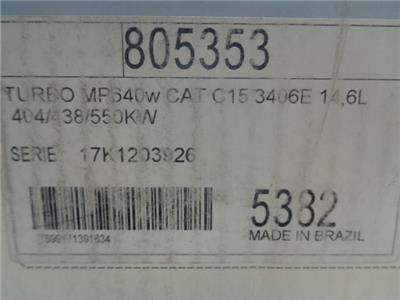 805353
TURBO MP640w CAT C15 3406E 14,6L
404/438/550KW
SERIE: 17K1203926
5382
MADE IN BRAZIL